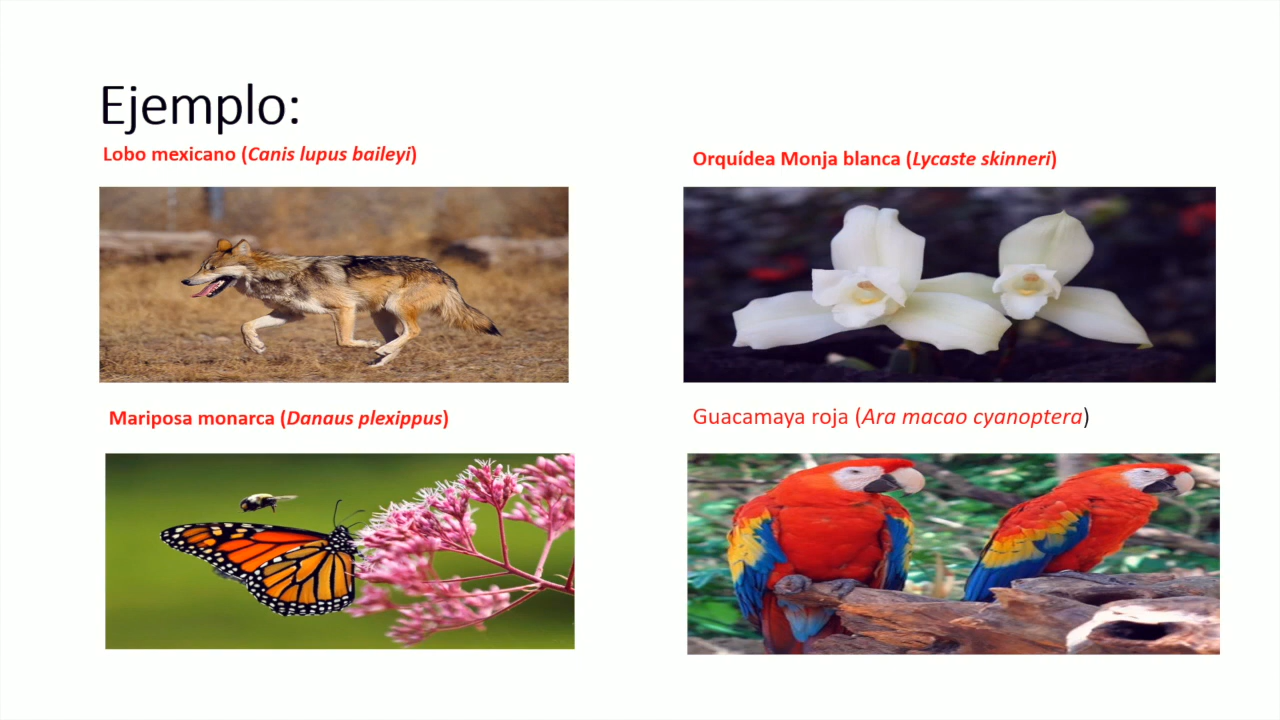 Ejemplo:
Lobo mexicano (Canis lupus baileyi)
Orquídea Monja blanca (Lycaste skinneri)
Mariposa monarca (Danaus plexippus)
Guacamaya roja (Ara macao cyanoptera)